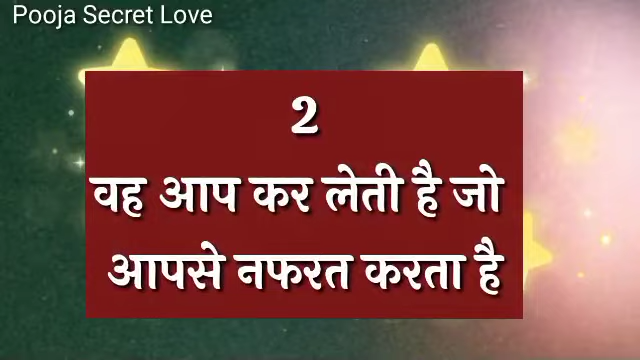 Pooja Secret Love
2
वह आप कर लेती है जो
आपसे नफरत करता है